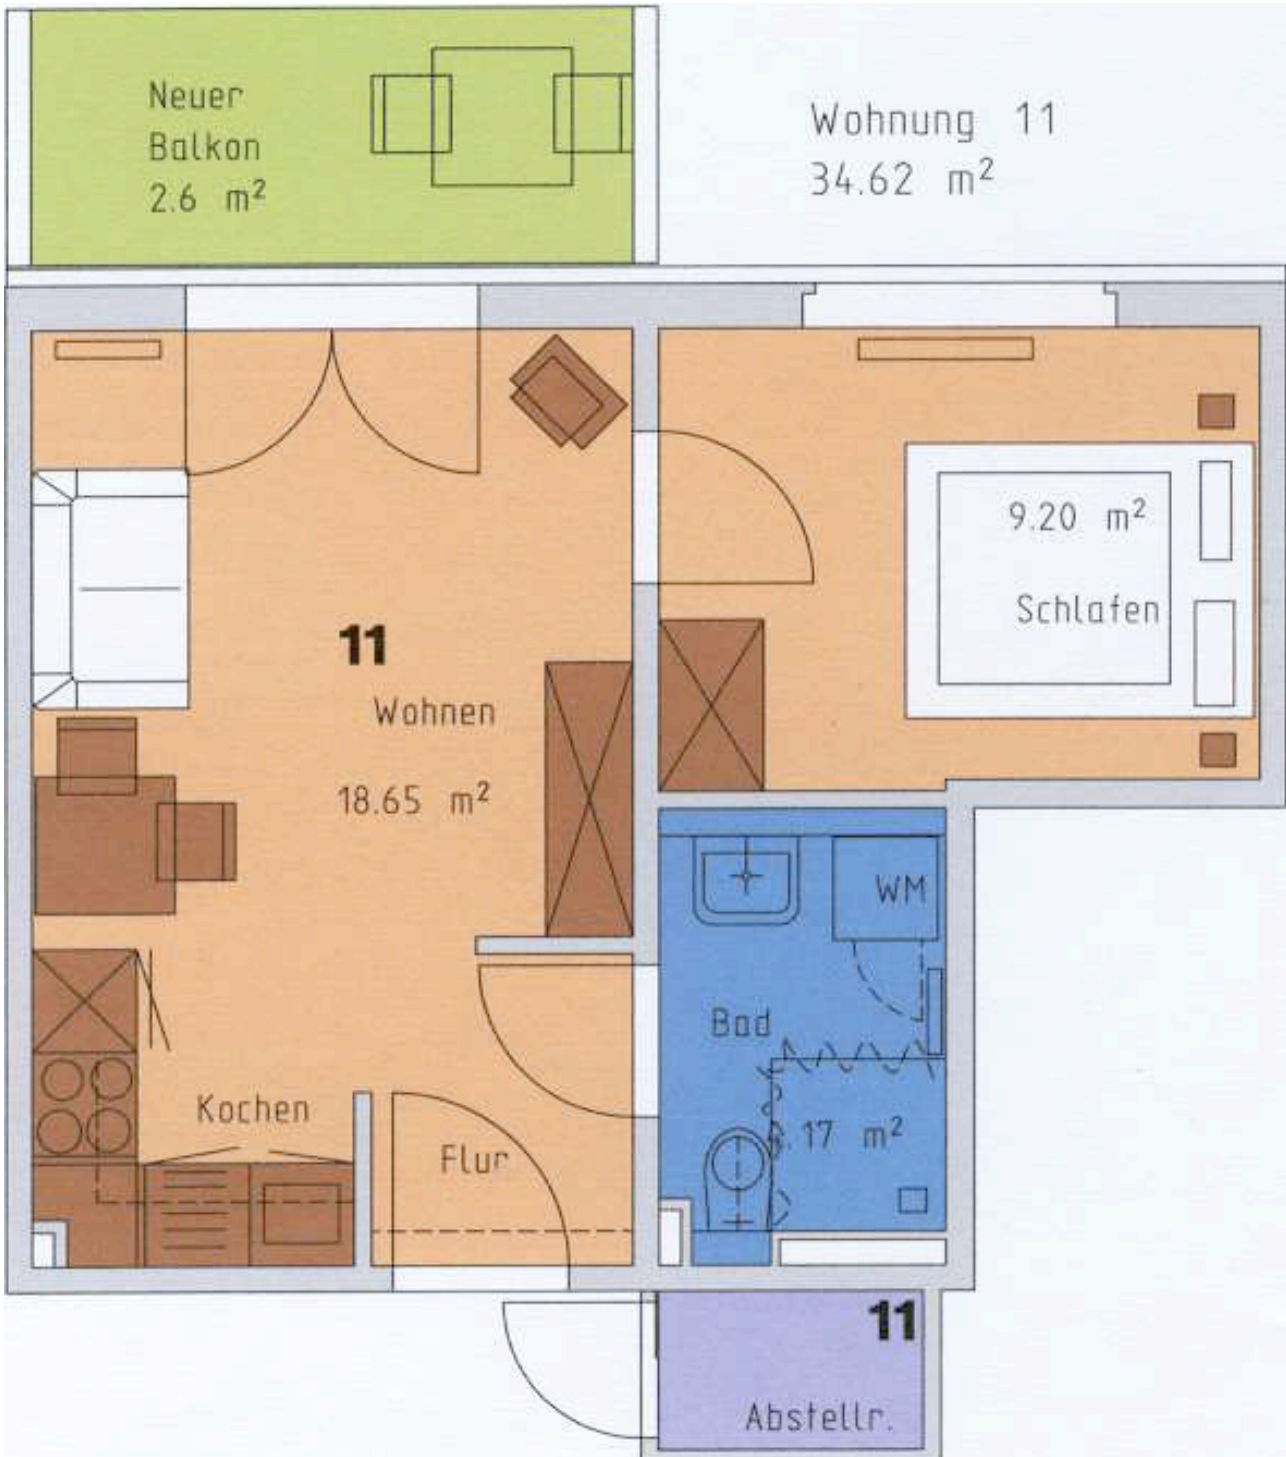 Neuer
Balkon
2.6 m²
Wohnung 11
34.62 m²
9.20 m²
Schlafen
11
Wohnen
18.65 m²
WM
Bad
m²
Kochen
Flur
11
Abstellr.